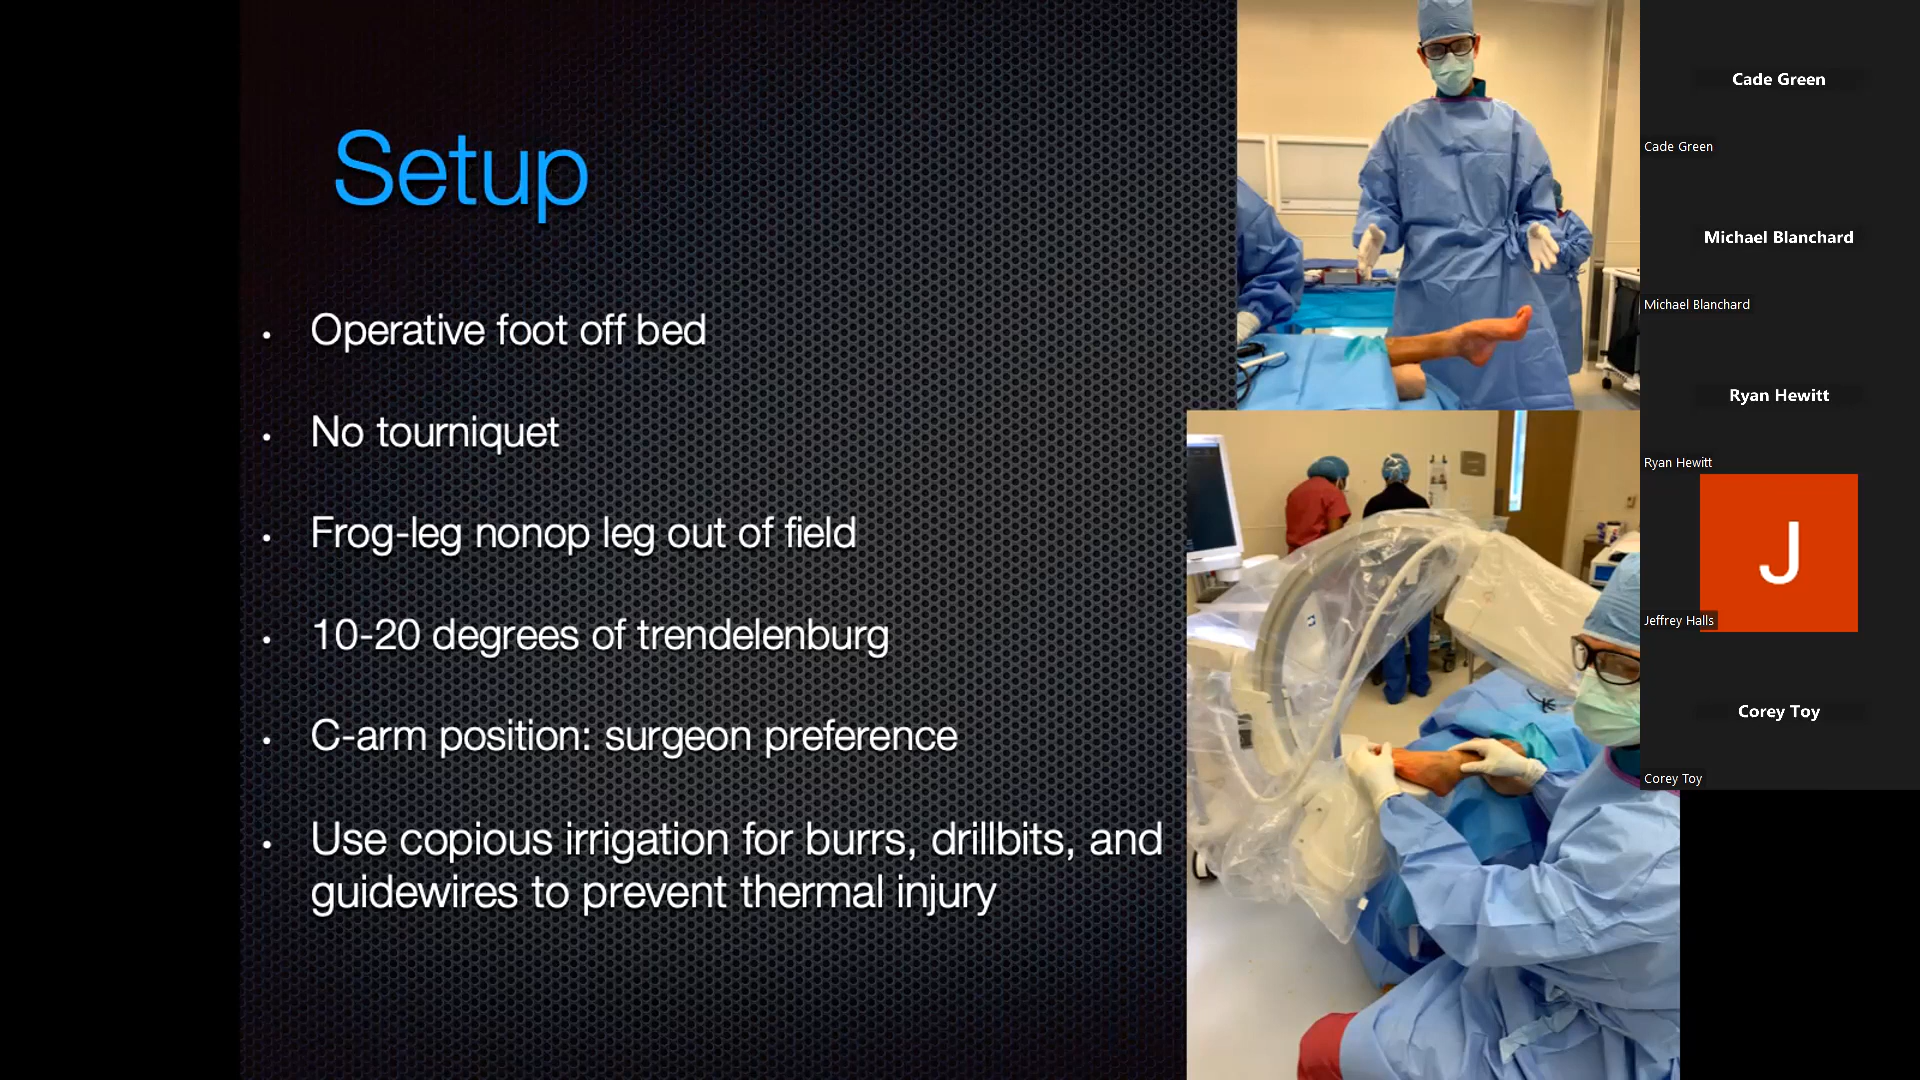 Setup
• Operative foot off bed
• No tourniquet
• Frog-leg nonop leg out of field
• 10-20 degrees of trendelenburg
• C-arm position: surgeon preference
• Use copious irrigation for burrs, drillbits, and
guidewires to prevent thermal injury
Cade Green
Cade Green
Michael Blanchard
Michael Blanchard
Ryan Hewitt
Ryan Hewitt
J
Jeffrey Halls
Corey Toy
Corey Toy